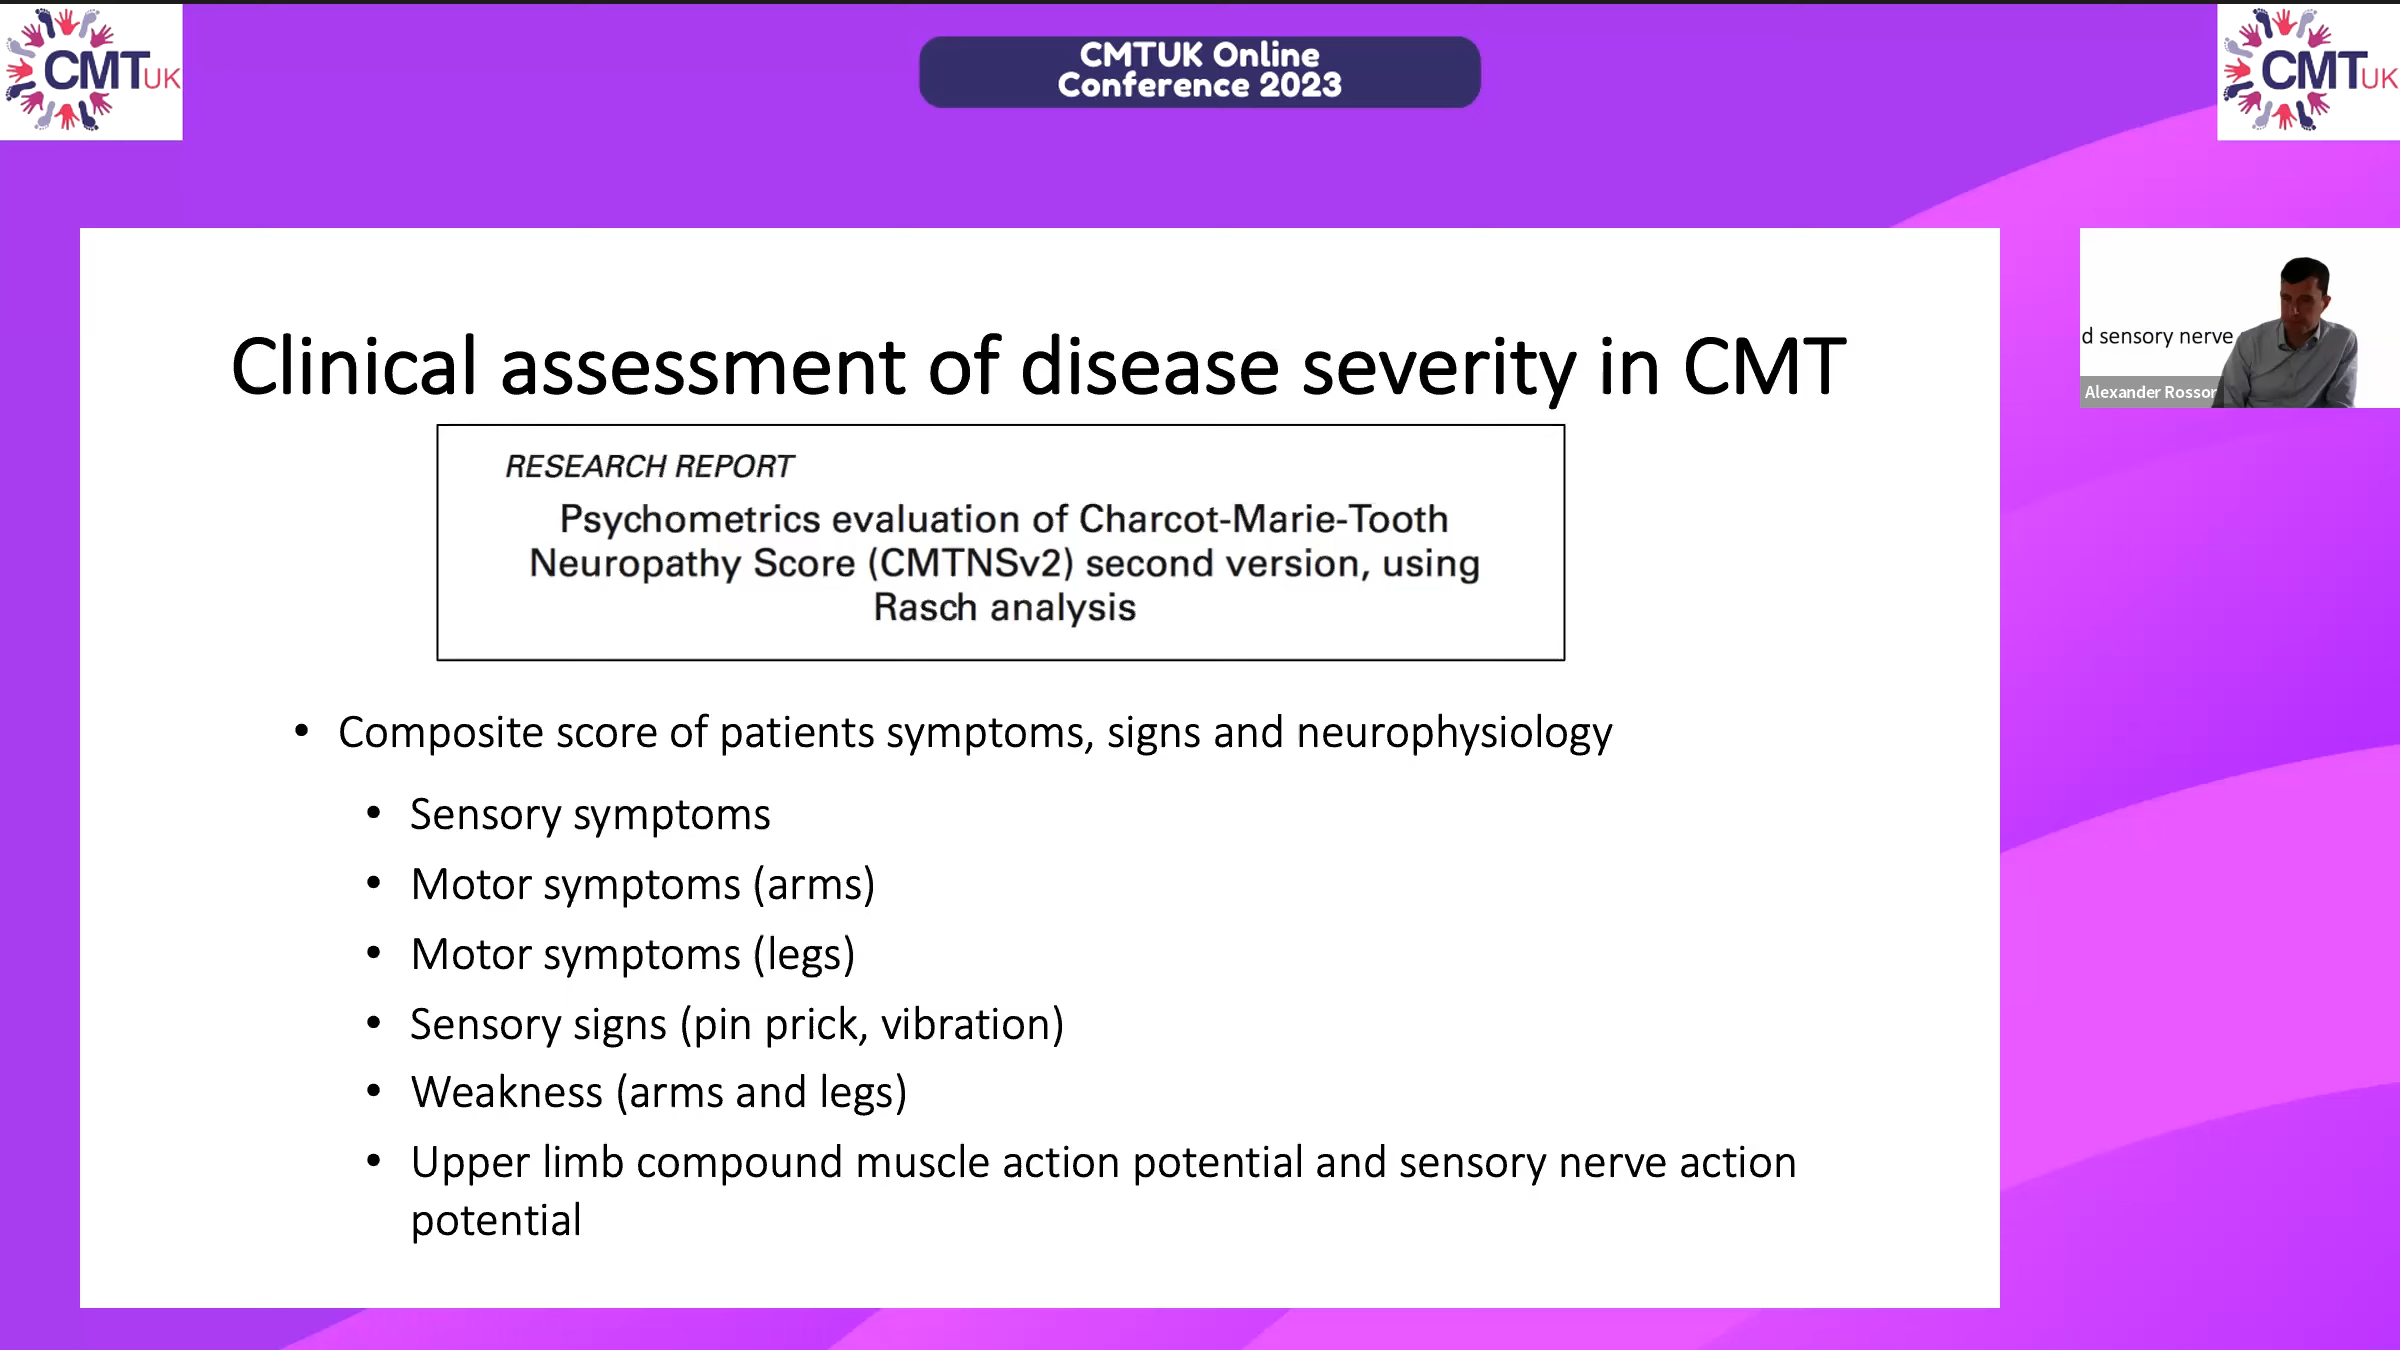 CMTUK
CMTUK Online
Conference 2023
CMTUK
Clinical assessment of disease severity in CMT
RESEARCH REPORT
Psychometrics evaluation of Charcot-Marie-Tooth
Neuropathy Score (CMTNSv2) second version, using
Rasch analysis
• Composite score of patients symptoms, signs and neurophysiology
• Sensory symptoms
• Motor symptoms (arms)
• Motor symptoms (legs)
• Sensory signs (pin prick, vibration)
• Weakness (arms and legs)
• Upper limb compound muscle action potential and sensory nerve action
potential
d sensory nerve
Alexander Rossor